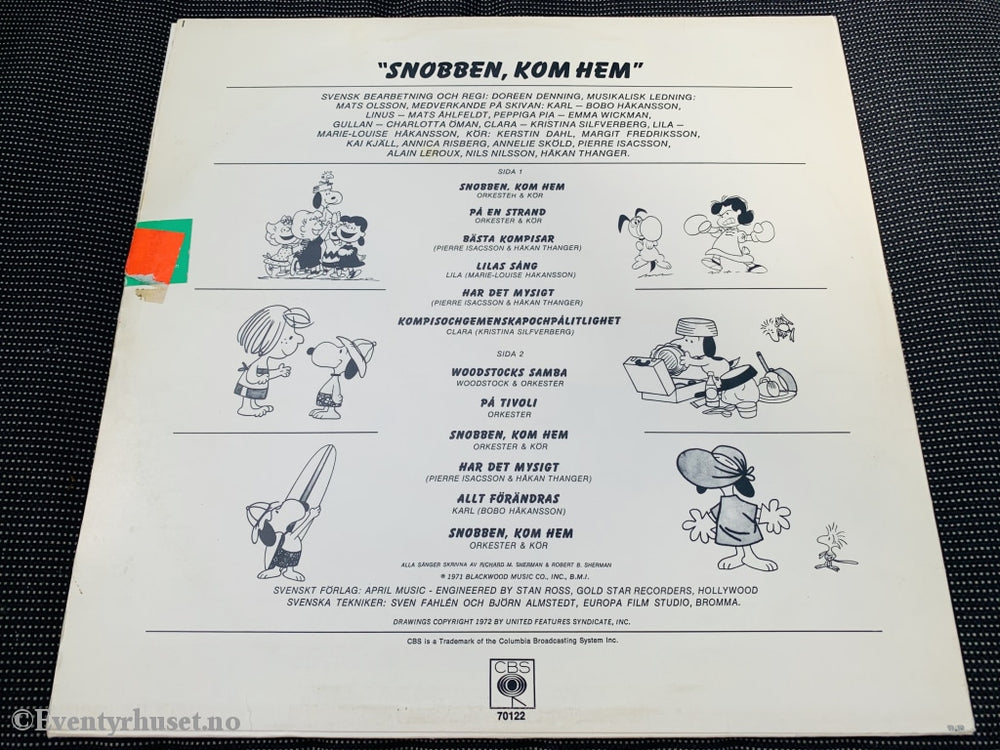 "SNOBBEN, KOM HEM"
SVENSK BEARBETNING OCH REGI: DOREEN DENNING, MUSIKALISK LEDNING:
MATS OLSSON, MEDVERKANDE PÅ SKIVAN: KARL – BOBO HÅKANSSON,
LINUS – MATS ÅHLFELDT, PEPPIGA PIA – EMMA WICKMAN,
GULLAN – CHARLOTTA ÖMAN, CLARA – KRISTINA SILFVERBERG, LILA –
MARIE-LOUISE HÅKANSSON, KÖR: KERSTIN DAHL, MARGIT FREDRIKSSON,
KAI KJÄLL, ANNICA RISBERG, ANNELIE SKÖLD, PIERRE ISACSSON,
ALAIN LEROUX, NILS NILSSON, HÅKAN THANGER.
SIDA 1
SNOBBEN, KOM HEM
ORKESTER & KÖR
PÅ EN STRAND
ORKESTER & KÖR
BÄSTA KOMPISAR
(PIERRE ISACSSON & HÅKAN THANGER)
LILAS SÅNG
LILA (MARIE-LOUISE HÅKANSSON)
HAR DET MYSIGT
(PIERRE ISACSSON & HÅKAN THANGER)
KOMPISOCHGEMENSKAPOCHPÅLITLIGHET
CLARA (KRISTINA SILFVERBERG)
SIDA 2
WOODSTOCKS SAMBA
WOODSTOCK & ORKESTER
PÅ TIVOLI
ORKESTER
SNOBBEN, KOM HEM
ORKESTER & KÖR
HAR DET MYSIGT
(PIERRE ISACSSON & HÅKAN THANGER)
ALLT FÖRÄNDRAS
KARL (BOBO HÅKANSSON)
SNOBBEN, KOM HEM
ORKESTER & KÖR
ALLA SÅNGER SKRIVNA AV RICHARD M. SHERMAN & ROBERT B. SHERMAN
℗ 1971 BLACKWOOD MUSIC CO., INC., B.M.I.
SVENSKT FÖRLAG: APRIL MUSIC - ENGINEERED BY STAN ROSS, GOLD STAR RECORDERS, HOLLYWOOD
SVENSKA TEKNIKER: SVEN FAHLÉN OCH BJÖRN ALMSTEDT, EUROPA FILM STUDIO, BROMMA.
DRAWINGS COPYRIGHT 1972 BY UNITED FEATURES SYNDICATE, INC.
CBS is a Trademark of the Columbia Broadcasting System Inc.
CBS
70122
©Eventyrhuset.no